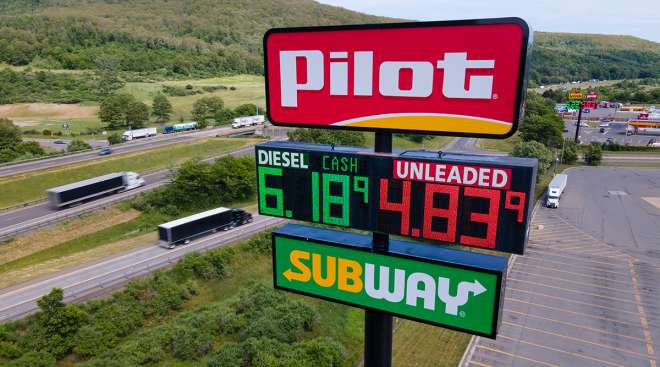 Pilot®
DIESEL CASH UNLEADED
6.18⁹ 4.83⁹
SUBWAY